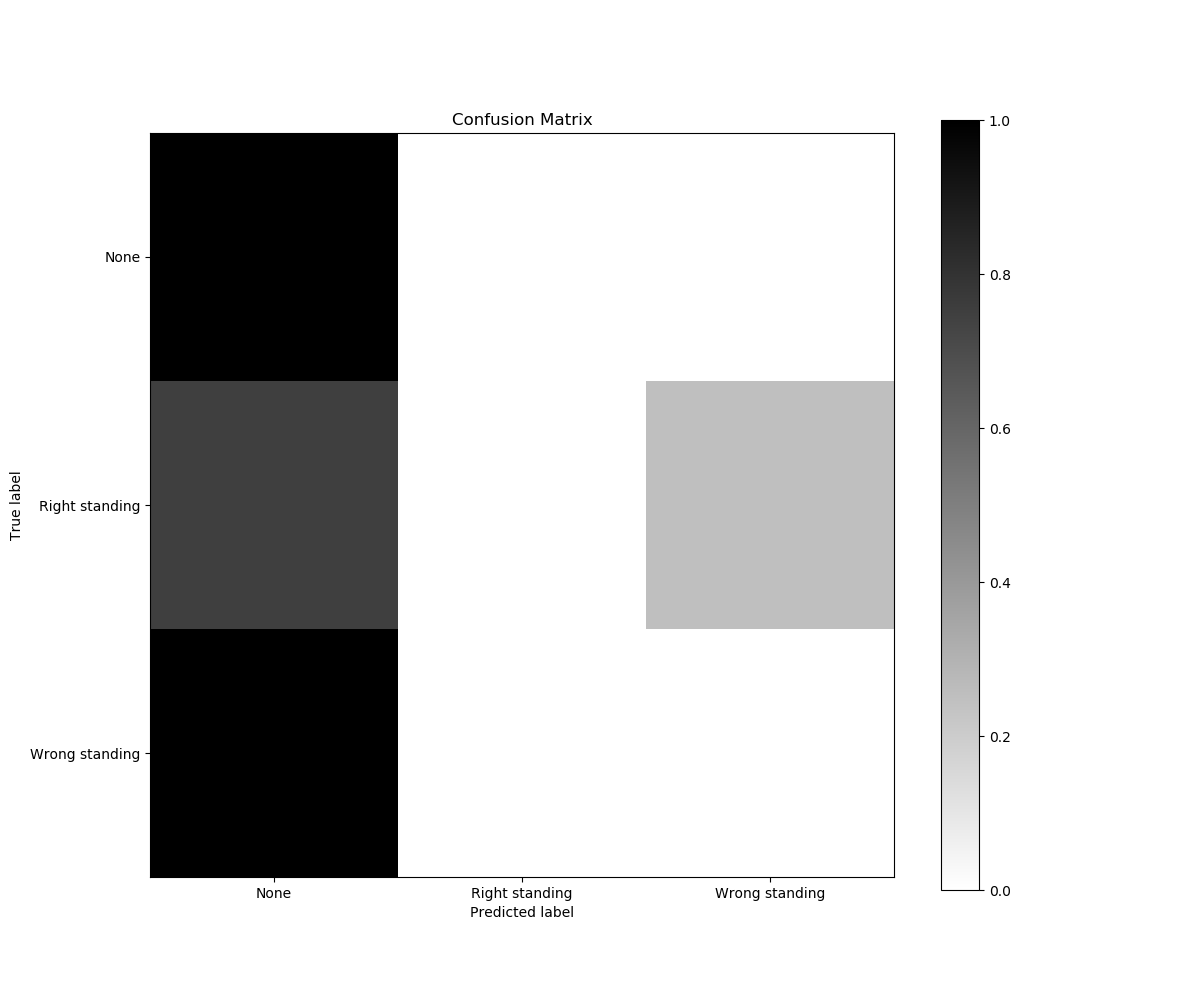 Confusion Matrix
True label
None
Right standing
Wrong standing
None
Right standing
Wrong standing
Predicted label
1.0
0.8
0.6
0.4
0.2
0.0